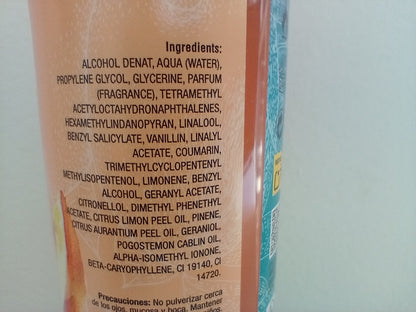 Ingredients:
ALCOHOL DENAT, AQUA (WATER),
PROPYLENE GLYCOL, GLYCERINE, PARFUM
(FRAGRANCE), TETRAMETHYL
ACETYLOCTAHYDRONAPHTHALENES,
HEXAMETHYLINDANOPYRAN, LINALOOL,
BENZYL SALICYLATE, VANILLIN, LINALYL
ACETATE, COUMARIN,
TRIMETHYLCYCLOPENTENYL
METHYLISOPENTENOL, LIMONENE, BENZYL
ALCOHOL, GERANYL ACETATE,
CITRONELLOL, DIMETHYL PHENETHYL
ACETATE, CITRUS LIMON PEEL OIL, PINENE,
CITRUS AURANTIUM PEEL OIL, GERANIOL,
POGOSTEMON CABLIN OIL,
ALPHA-ISOMETHYL IONONE,
BETA-CARYOPHYLLENE, CI 19140, CI
14720.
Precauciones: No pulverizar cerca
de los ojos, mucosa y boca. Mantener